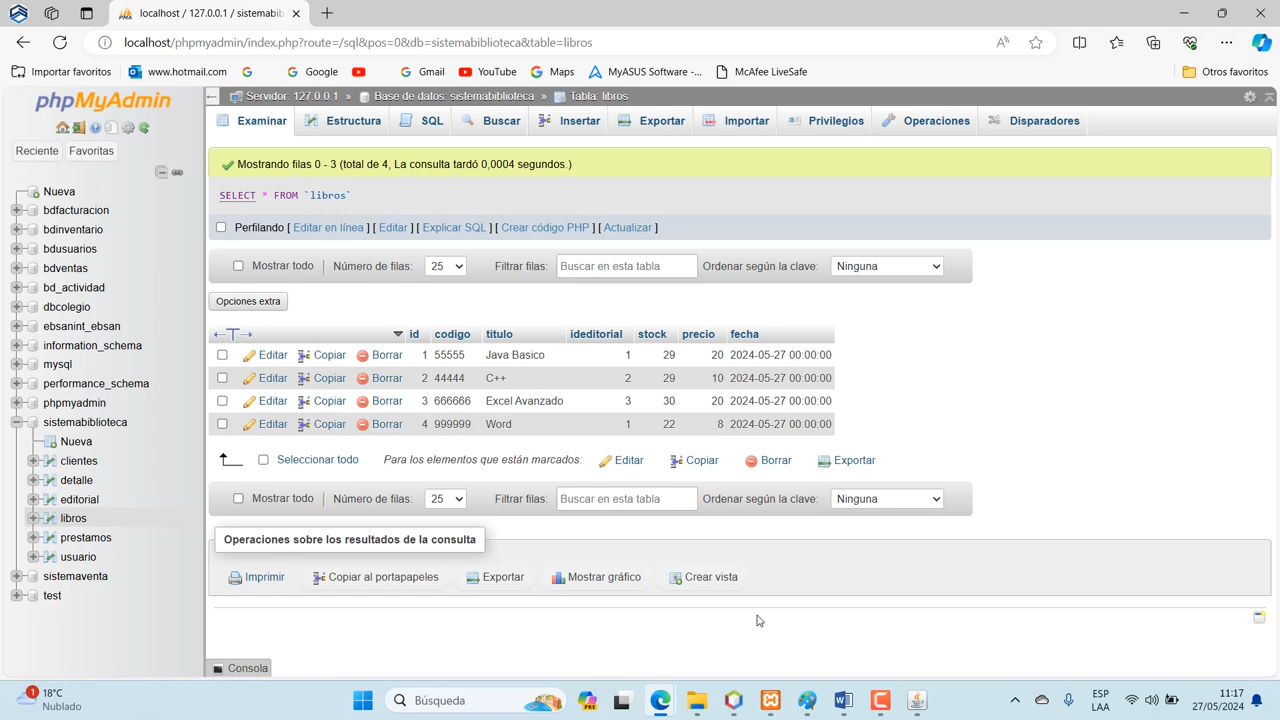 localhost / 127.0.0.1 / sistemabibl
localhost/phpmyadmin/index.php?route=/sql&pos=0&db=sistemabiblioteca&table=libros
Importar favoritos www.hotmail.com Google Gmail YouTube Maps MyASUS Software -... McAfee LiveSafe Otros favoritos
phpMyAdmin
Reciente Favoritas
Nueva
bdfacturacion
bdinventario
bdusuarios
bdventas
bd_actividad
dbcolegio
ebsanint_ebsan
information_schema
mysql
performance_schema
phpmyadmin
sistemabiblioteca
Nueva
clientes
detalle
editorial
libros
prestamos
usuario
sistemaventa
test
Servidor: 127.0.0.1 » Base de datos: sistemabiblioteca » Tabla: libros
Examinar Estructura SQL Buscar Insertar Exportar Importar Privilegios Operaciones Disparadores
Mostrando filas 0 - 3 (total de 4, La consulta tardó 0,0004 segundos.)
SELECT * FROM `libros`
Perfilando [ Editar en línea ] [ Editar ] [ Explicar SQL ] [ Crear código PHP ] [ Actualizar ]
Mostrar todo Número de filas: 25 Filtrar filas: Buscar en esta tabla Ordenar según la clave: Ninguna
Opciones extra
id codigo titulo ideditorial stock precio fecha
Editar Copiar Borrar 1 55555 Java Basico 1 29 20 2024-05-27 00:00:00
Editar Copiar Borrar 2 44444 C++ 2 29 10 2024-05-27 00:00:00
Editar Copiar Borrar 3 666666 Excel Avanzado 3 30 20 2024-05-27 00:00:00
Editar Copiar Borrar 4 999999 Word 1 22 8 2024-05-27 00:00:00
Seleccionar todo Para los elementos que están marcados: Editar Copiar Borrar Exportar
Mostrar todo Número de filas: 25 Filtrar filas: Buscar en esta tabla Ordenar según la clave: Ninguna
Operaciones sobre los resultados de la consulta
Imprimir Copiar al portapapeles Exportar Mostrar gráfico Crear vista
Consola
1 18°C
Nublado
Búsqueda
PRE
ESP
LAA
11:17
27/05/2024